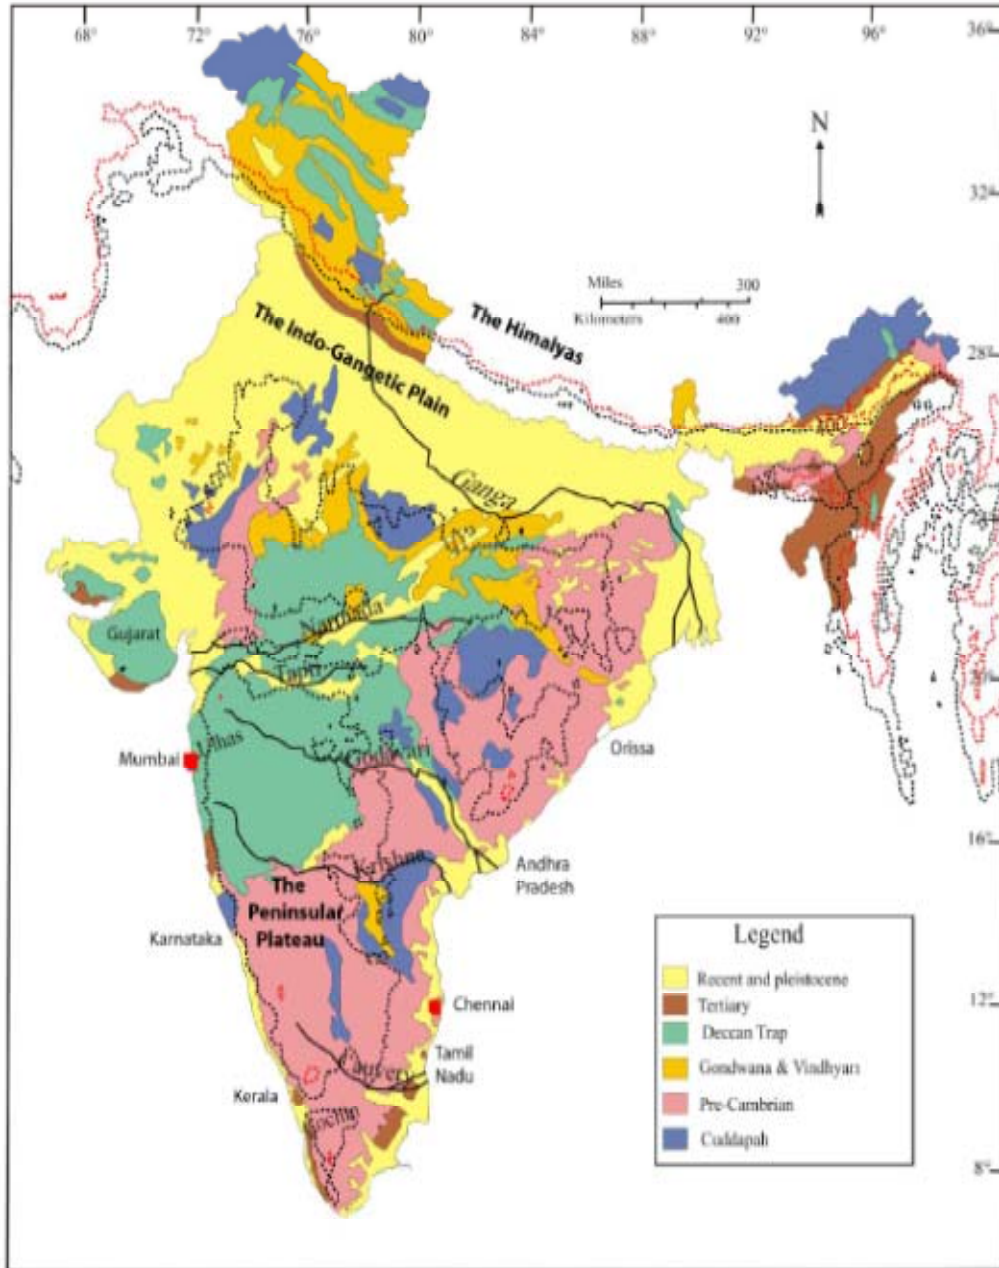 68°
72°
76°
80°
84°
88°
92°
96°
36°
N
32°
Miles
300
Kilometers
400
The Himalyas
The Indo-Gangetic Plain
28°
Ganga
Narmada
Gujarat
Tapti
Ulhas
Mumbai
Godavari
Orissa
16°
Krishna
Andhra
Pradesh
The
Peninsular
Plateau
Karnataka
Legend
Recent and pleistocene
Tertiary
Deccan Trap
Gondwana & Vindhyan
Pre-Cambrian
Cuddapah
12°
Chennai
Tamil
Nadu
Cauvery
Kerala
8°